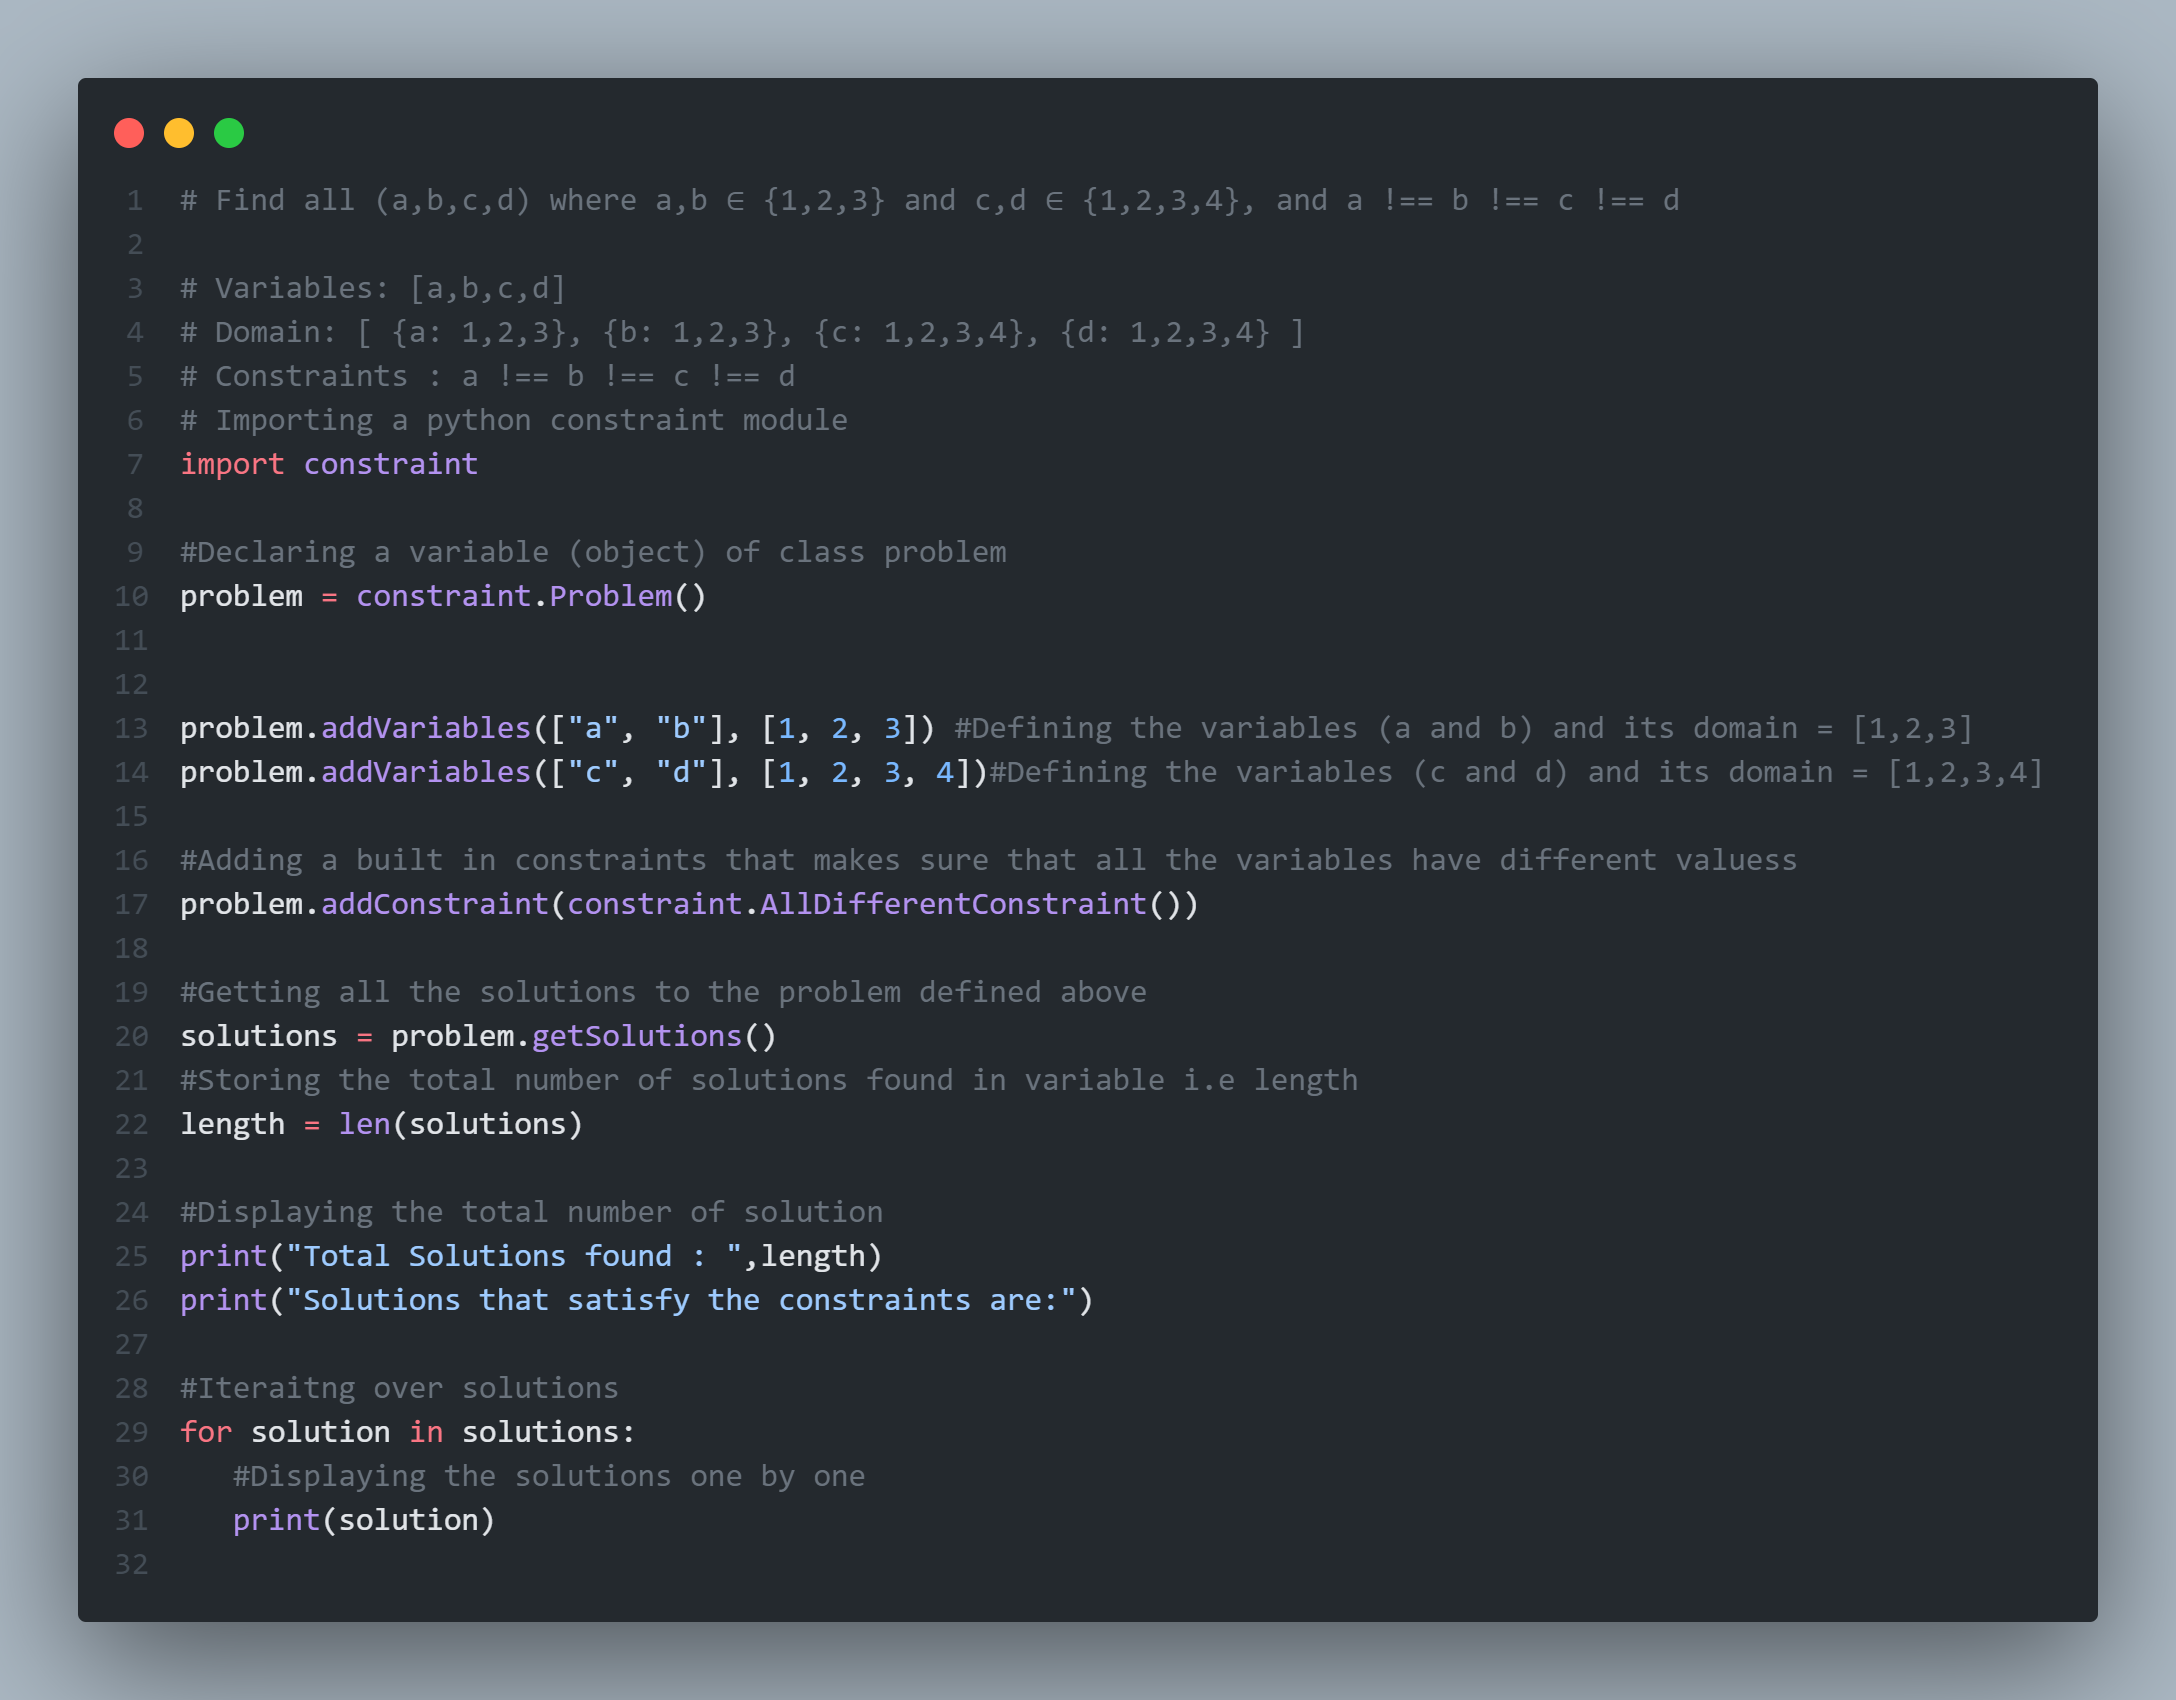 1 # Find all (a,b,c,d) where a,b ∈ {1,2,3} and c,d ∈ {1,2,3,4}, and a !== b !== c !== d
2
3 # Variables: [a,b,c,d]
4 # Domain: [ {a: 1,2,3}, {b: 1,2,3}, {c: 1,2,3,4}, {d: 1,2,3,4} ]
5 # Constraints : a !== b !== c !== d
6 # Importing a python constraint module
7 import constraint
8
9 #Declaring a variable (object) of class problem
10 problem = constraint.Problem()
11
12
13 problem.addVariables(["a", "b"], [1, 2, 3]) #Defining the variables (a and b) and its domain = [1,2,3]
14 problem.addVariables(["c", "d"], [1, 2, 3, 4])#Defining the variables (c and d) and its domain = [1,2,3,4]
15
16 #Adding a built in constraints that makes sure that all the variables have different valuess
17 problem.addConstraint(constraint.AllDifferentConstraint())
18
19 #Getting all the solutions to the problem defined above
20 solutions = problem.getSolutions()
21 #Storing the total number of solutions found in variable i.e length
22 length = len(solutions)
23
24 #Displaying the total number of solution
25 print("Total Solutions found : ",length)
26 print("Solutions that satisfy the constraints are:")
27
28 #Iteraitng over solutions
29 for solution in solutions:
30    #Displaying the solutions one by one
31    print(solution)
32